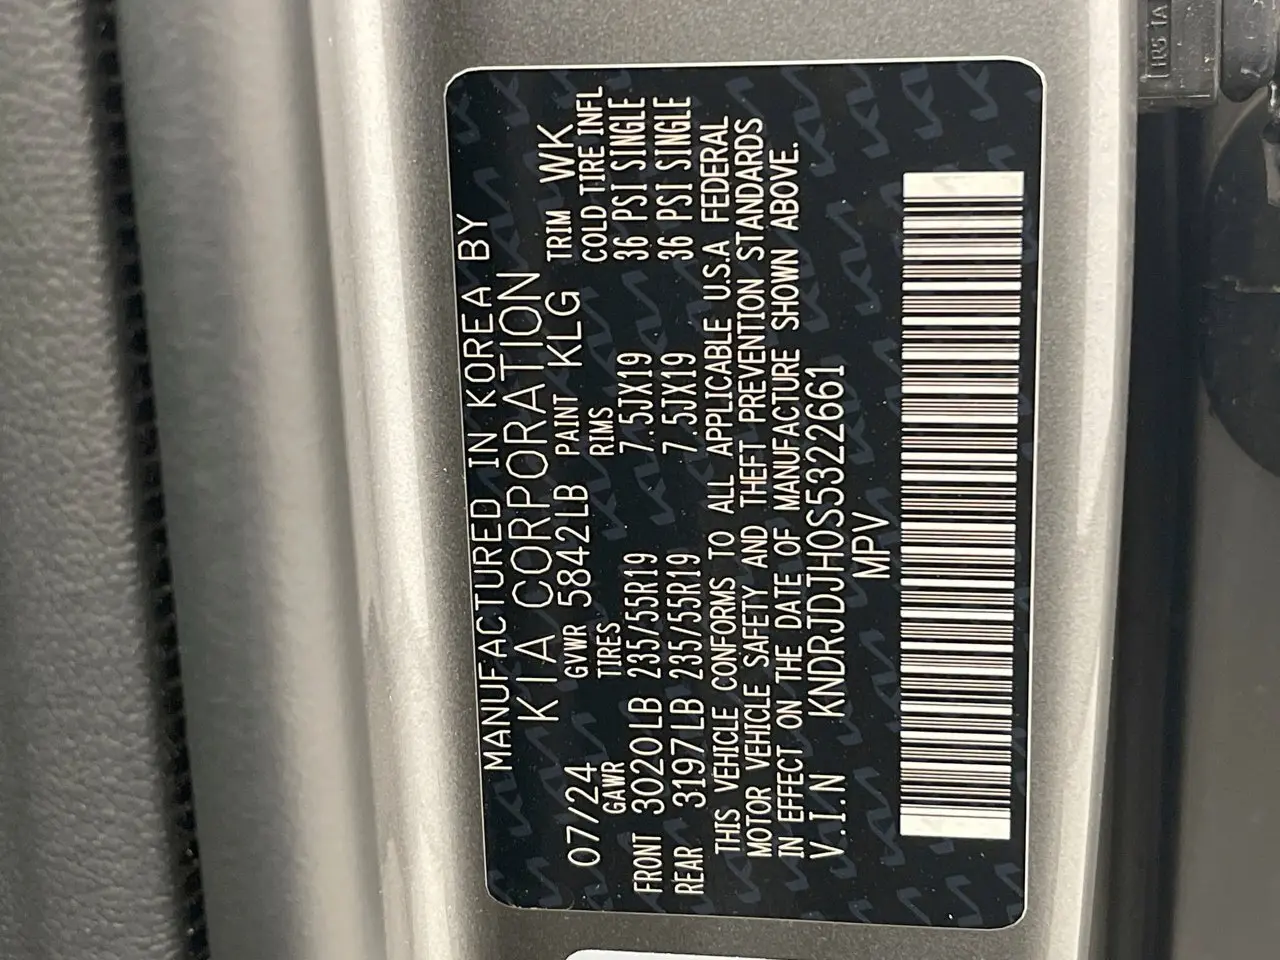 MANUFACTURED IN KOREA BY
KIA CORPORATION
07/24 GVWR 5842LB PAINT KLG TRIM WK
GAWR TIRES RIMS COLD TIRE INFL
FRONT 3020LB 235/55R19 7.5JX19 36 PSI SINGLE
REAR 3197LB 235/55R19 7.5JX19 36 PSI SINGLE
THIS VEHICLE CONFORMS TO ALL APPLICABLE U.S.A FEDERAL
MOTOR VEHICLE SAFETY AND THEFT PREVENTION STANDARDS
IN EFFECT ON THE DATE OF MANUFACTURE SHOWN ABOVE.
V.I.N KNDRJDJH0S5322661
MPV